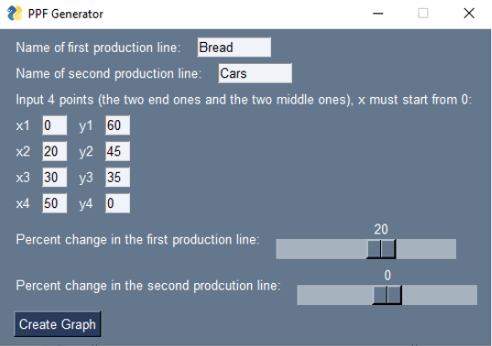 PPF Generator
Name of first production line: Bread
Name of second production line: Cars
Input 4 points (the two end ones and the two middle ones), x must start from 0:
x1 0 y1 60
x2 20 y2 45
x3 30 y3 35
x4 50 y4 0
20
Percent change in the first production line:
0
Percent change in the second prodcution line:
Create Graph